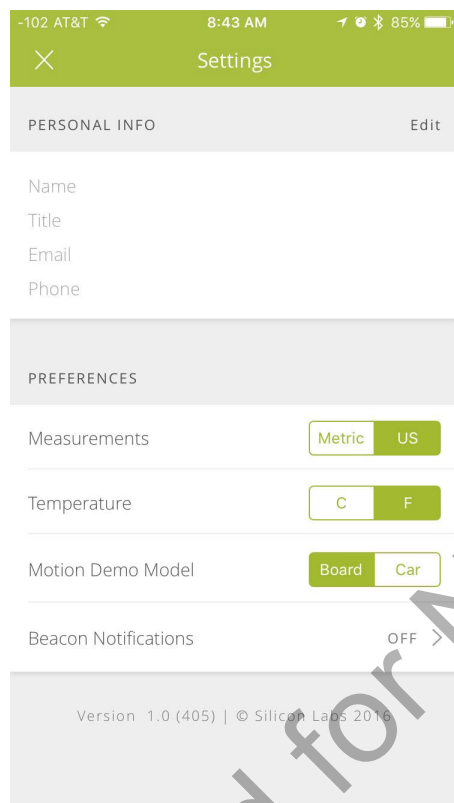 -102 AT&T 8:43 AM 85%
Settings
PERSONAL INFO Edit
Name
Title
Email
Phone
PREFERENCES
Measurements Metric US
Temperature C F
Motion Demo Model Board Car
Beacon Notifications OFF
Version 1.0 (405) | © Silicon Labs 2016
d for N